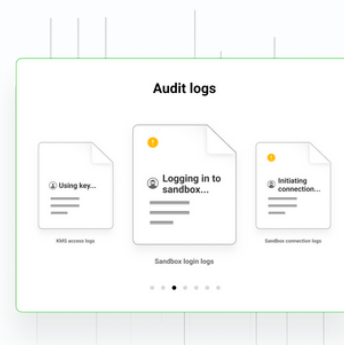 Audit logs
Using key...
KMS access logs
Logging in to
sandbox...
Sandbox login logs
Initiating
connection...
Sandbox connection logs